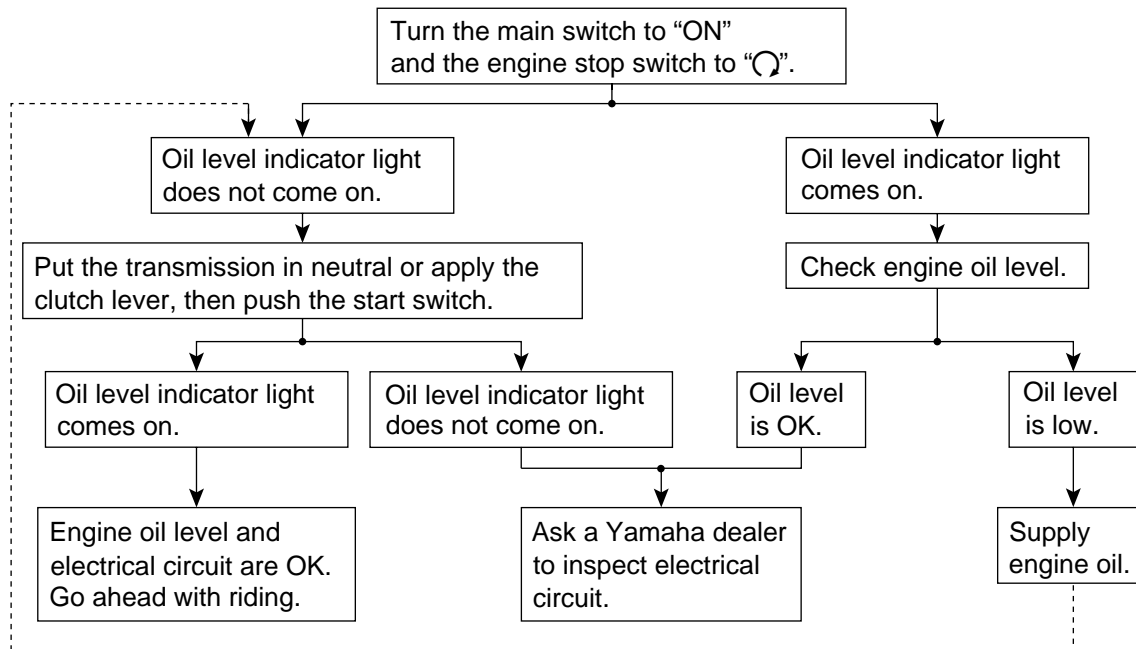 Turn the main switch to “ON”
and the engine stop switch to “↻”.
Oil level indicator light
does not come on.
Oil level indicator light
comes on.
Put the transmission in neutral or apply the
clutch lever, then push the start switch.
Check engine oil level.
Oil level indicator light
comes on.
Oil level indicator light
does not come on.
Oil level
is OK.
Oil level
is low.
Engine oil level and
electrical circuit are OK.
Go ahead with riding.
Ask a Yamaha dealer
to inspect electrical
circuit.
Supply
engine oil.